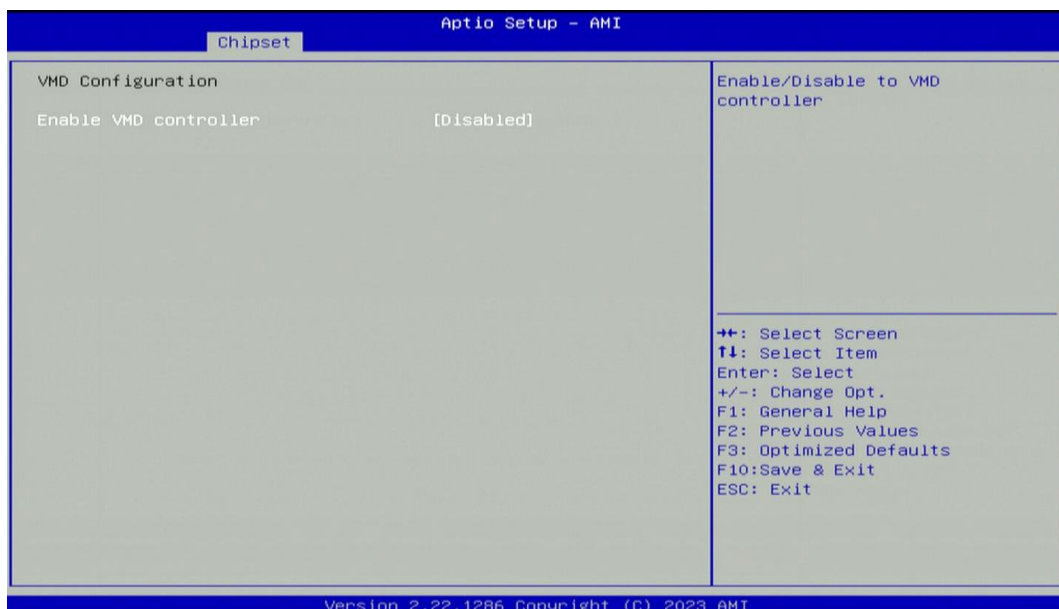 Aptio Setup – AMI
Chipset
VMD Configuration
Enable VMD controller [Disabled]
Enable/Disable to VMD
controller
→←: Select Screen
↑↓: Select Item
Enter: Select
+/-: Change Opt.
F1: General Help
F2: Previous Values
F3: Optimized Defaults
F10:Save & Exit
ESC: Exit
Version 2.22.1286 Copyright (C) 2023 AMI